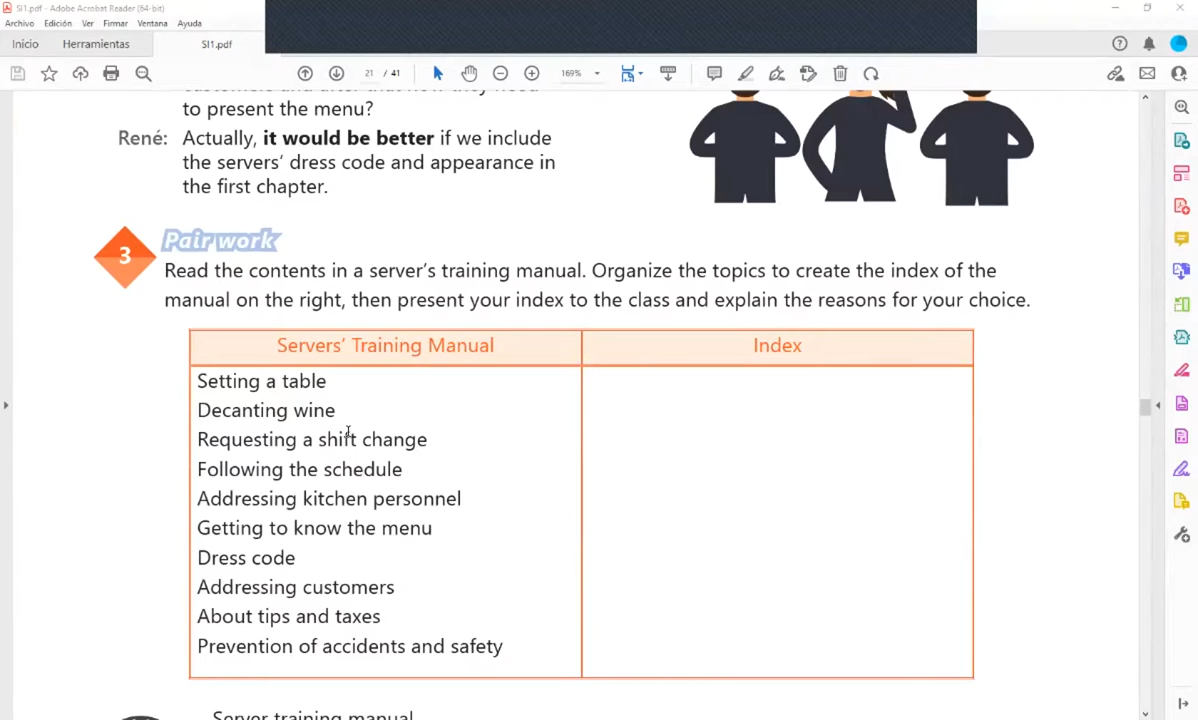 SI1.pdf - Adobe Acrobat Reader (64-bit)
Archivo Edición Ver Firmar Ventana Ayuda
Inicio Herramientas SI1.pdf
21 / 41 169%
to present the menu?
René: Actually, it would be better if we include
the servers' dress code and appearance in
the first chapter.
3 Pair work
Read the contents in a server's training manual. Organize the topics to create the index of the
manual on the right, then present your index to the class and explain the reasons for your choice.
Servers' Training Manual Index
Setting a table
Decanting wine
Requesting a shift change
Following the schedule
Addressing kitchen personnel
Getting to know the menu
Dress code
Addressing customers
About tips and taxes
Prevention of accidents and safety
Server training manual